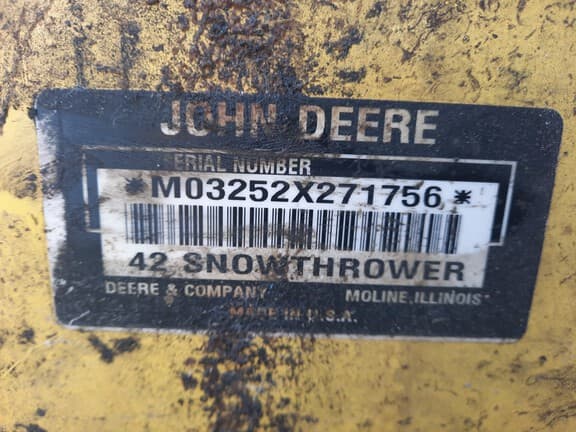 JOHN DEERE
ERIAL NUMBER
*M03252X271756*
42 SNOWTHROWER
DEERE & COMPANY MOLINE, ILLINOIS
MADE IN U.S.A.